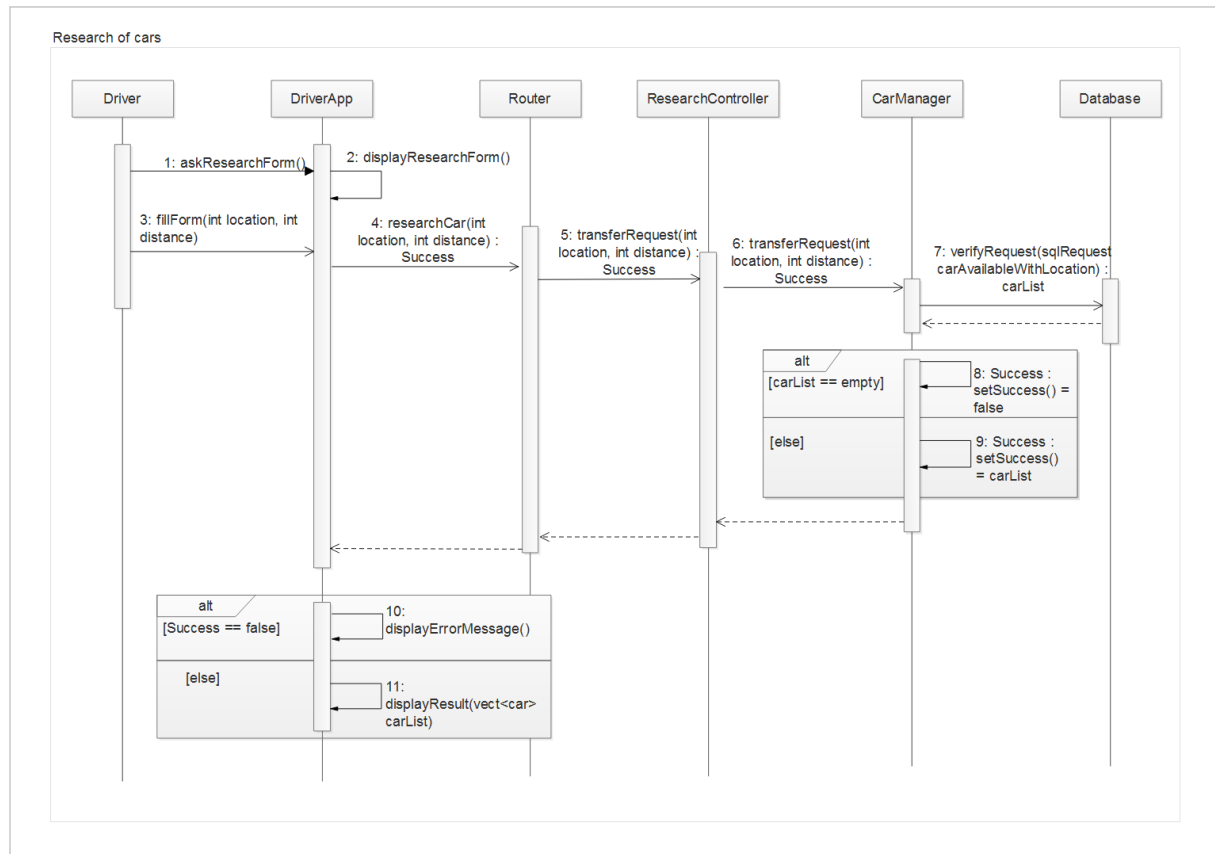 Research of cars
Driver
DriverApp
Router
ResearchController
CarManager
Database
1: askResearchForm()
2: displayResearchForm()
3: fillForm(int location, int
distance)
4: researchCar(int
location, int distance) :
Success
5: transferRequest(int
location, int distance) :
Success
6: transferRequest(int
location, int distance) :
Success
7: verifyRequest(sqlRequest
carAvailableWithLocation) :
carList
alt
[carList == empty]
8: Success :
setSuccess() =
false
[else]
9: Success :
setSuccess()
= carList
alt
[Success == false]
10:
displayErrorMessage()
[else]
11:
displayResult(vect<car>
carList)